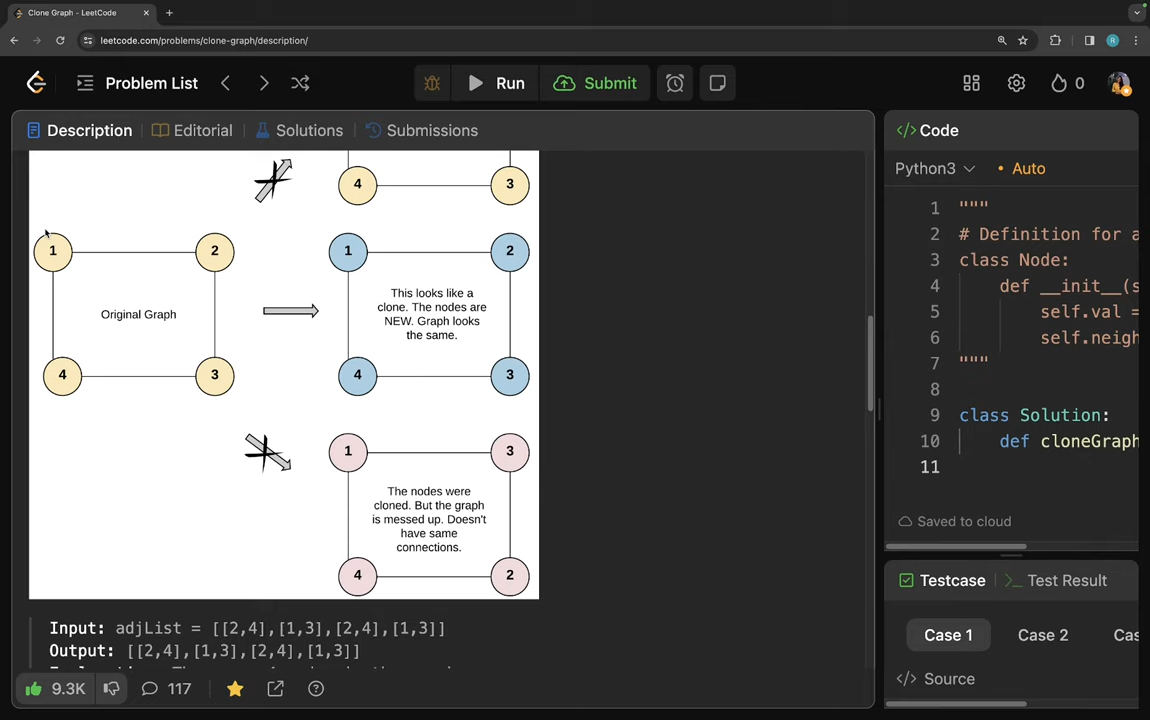 Clone Graph - LeetCode
leetcode.com/problems/clone-graph/description/
R
Problem List
Run
Submit
0
Description
Editorial
Solutions
Submissions
4
3
1
2
Original Graph
4
3
1
2
This looks like a
clone. The nodes are
NEW. Graph looks
the same.
4
3
1
3
The nodes were
cloned. But the graph
is messed up. Doesn't
have same
connections.
4
2
Input: adjList = [[2,4],[1,3],[2,4],[1,3]]
Output: [[2,4],[1,3],[2,4],[1,3]]
9.3K
117
</> Code
Python3
Auto
1 """
2 # Definition for a
3 class Node:
4 def __init__(s
5 self.val =
6 self.neigh
7 """
8
9 class Solution:
10 def cloneGraph
11
Saved to cloud
Testcase
>_ Test Result
Case 1
Case 2
Cas
</> Source